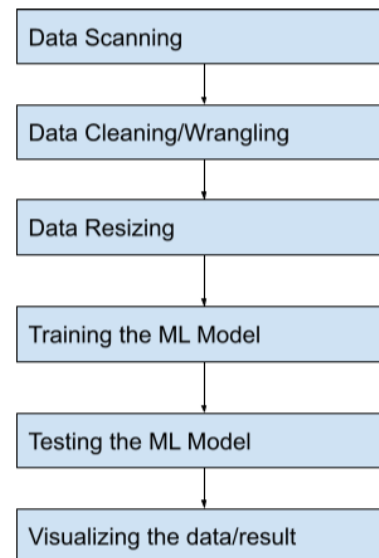 Data Scanning
Data Cleaning/Wrangling
Data Resizing
Training the ML Model
Testing the ML Model
Visualizing the data/result